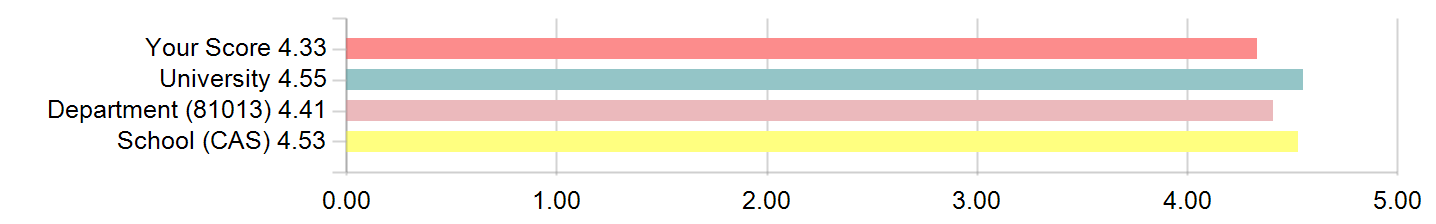 Your Score 4.33
University 4.55
Department (81013) 4.41
School (CAS) 4.53
0.00 1.00 2.00 3.00 4.00 5.00